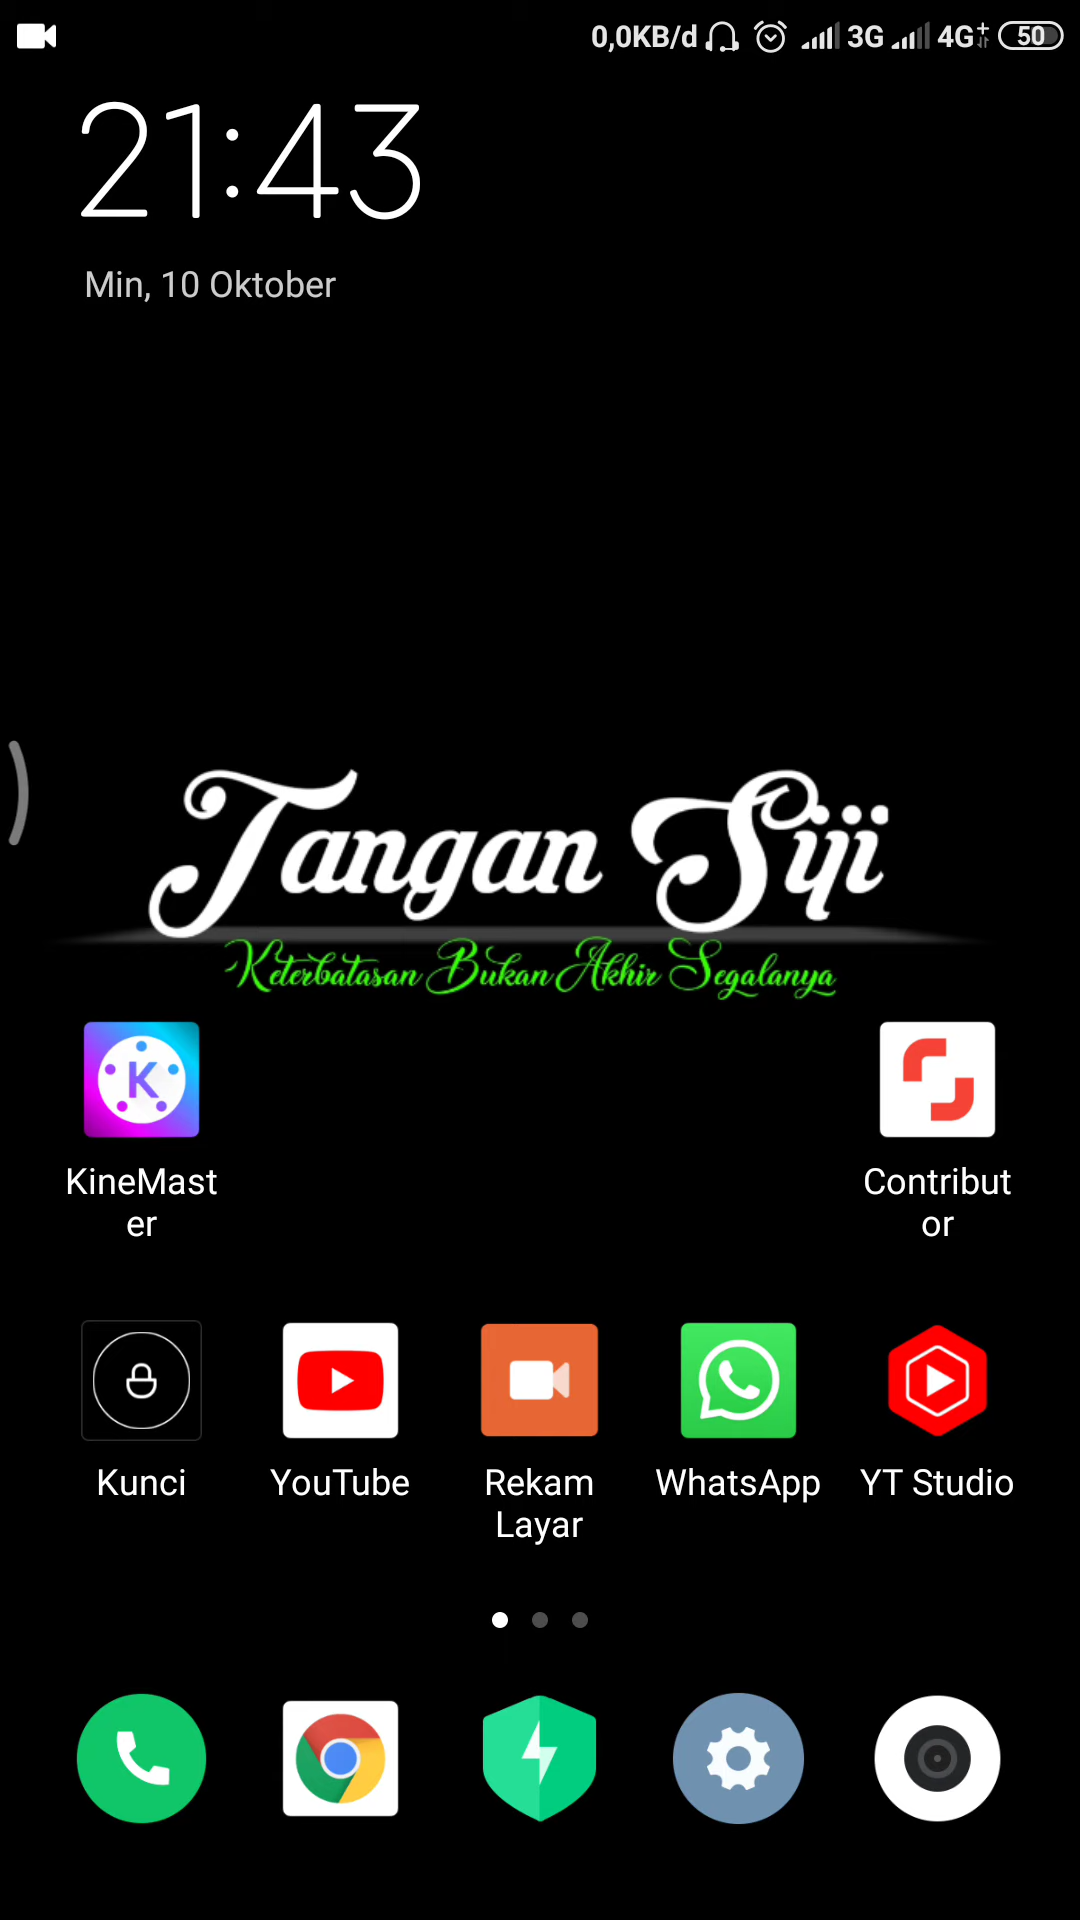 0,0KB/d 3G 4G+ 50
21:43
Min, 10 Oktober
Tangan Siji
Keterbatasan Bukan Akhir Segalanya
K
KineMast
er
Contribut
or
Kunci
YouTube
Rekam
Layar
WhatsApp
YT Studio